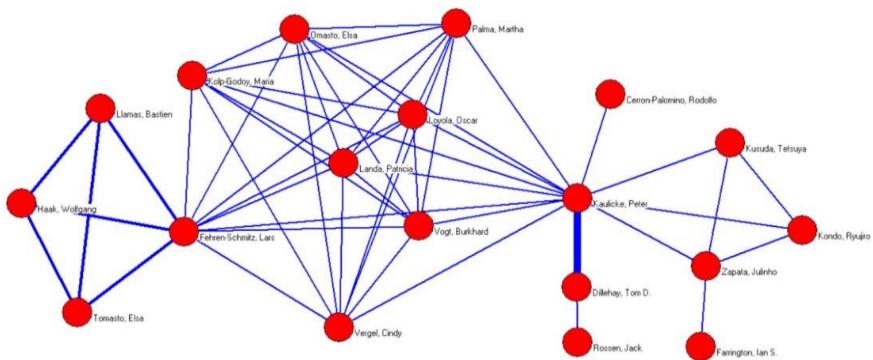 Omasto, Elsa
Palma, Martha
Kolp-Godoy, Maria
Cerron-Palomino, Rodolfo
Llamas, Bastien
Loyola, Oscar
Kusuda, Tetsuya
Landa, Patricia
Haak, Wolfgang
Kaulicke, Peter
Fehren-Schmitz, Lars
Vogt, Burkhard
Kondo, Ryujiro
Zapata, Julinho
Dillehay, Tom D.
Tomasto, Elsa
Vergel, Cindy
Rossen, Jack
Farrington, Ian S.